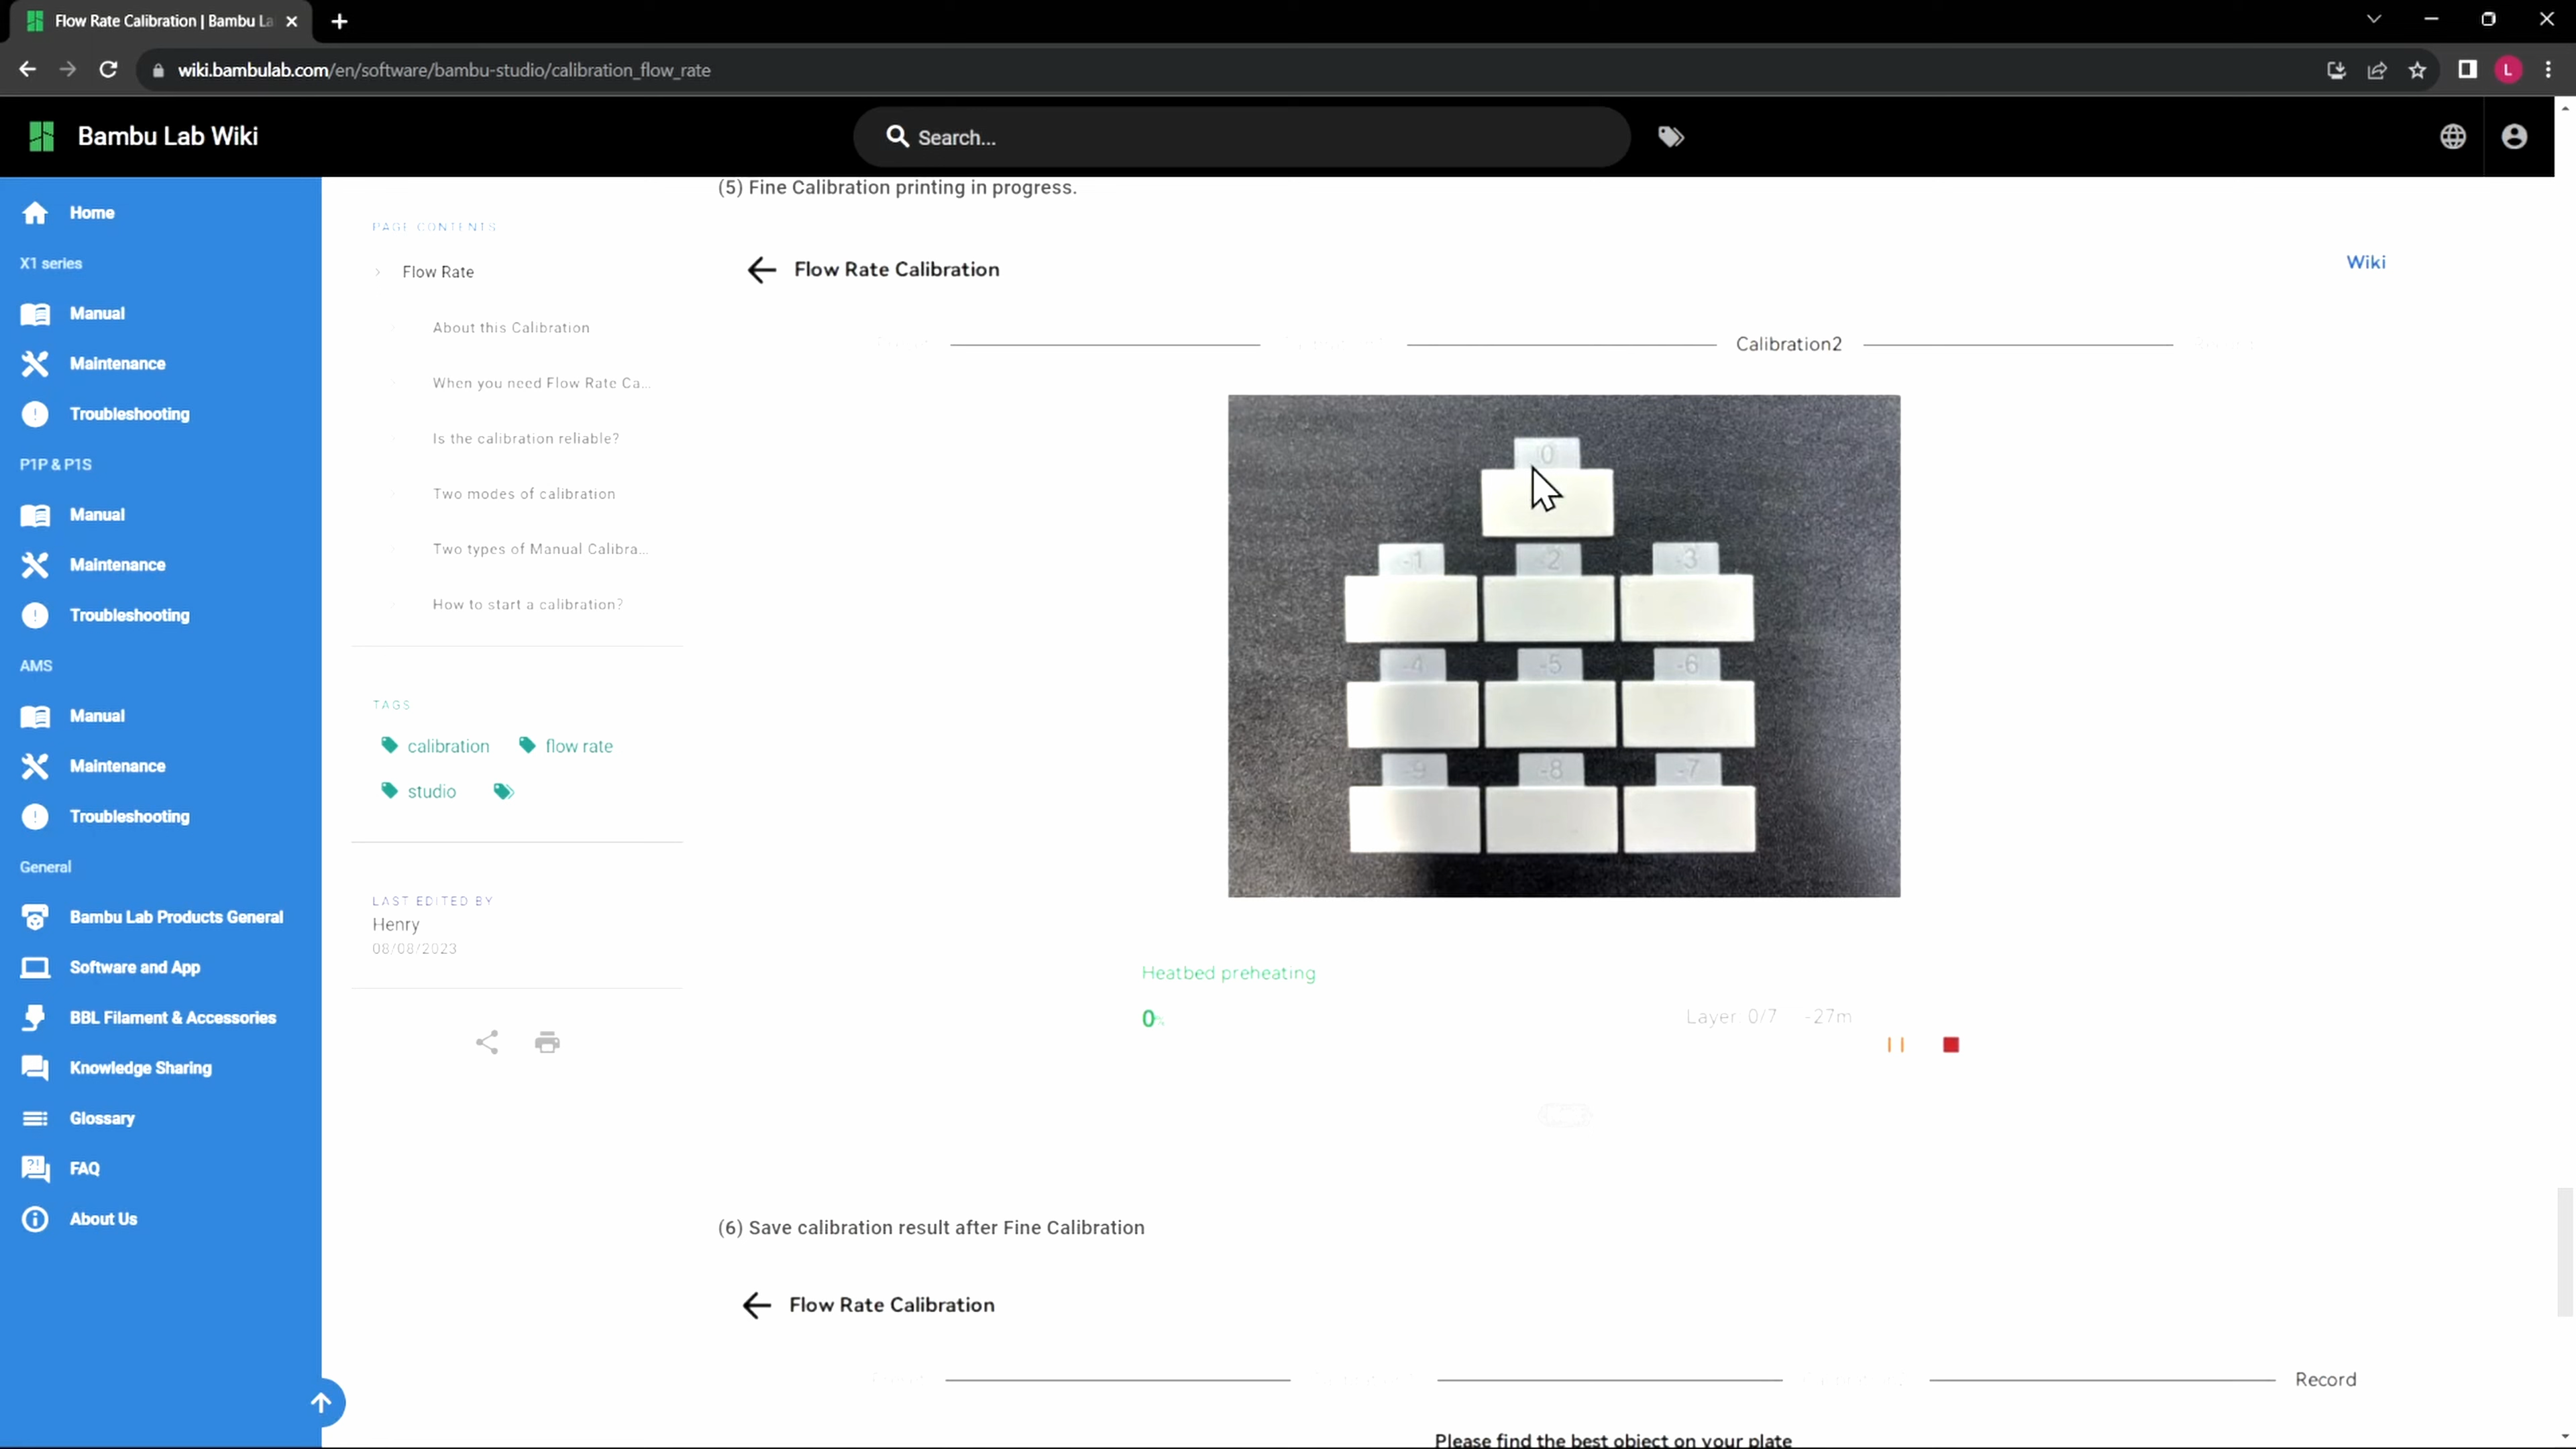 Flow Rate Calibration | Bambu La
wiki.bambulab.com/en/software/bambu-studio/calibration_flow_rate
L
Bambu Lab Wiki
Search...
Home
X1 series
Manual
Maintenance
Troubleshooting
P1P & P1S
Manual
Maintenance
Troubleshooting
AMS
Manual
Maintenance
Troubleshooting
General
Bambu Lab Products General
Software and App
BBL Filament & Accessories
Knowledge Sharing
Glossary
FAQ
About Us
PAGE CONTENTS
Flow Rate
About this Calibration
When you need Flow Rate Ca...
Is the calibration reliable?
Two modes of calibration
Two types of Manual Calibra...
How to start a calibration?
TAGS
calibration flow rate
studio
LAST EDITED BY
Henry
08/08/2023
(5) Fine Calibration printing in progress.
Flow Rate Calibration
Wiki
Calibration2
0
-1 -2 -3
-4 -5 -6
-9 -8 -7
Heatbed preheating
0%
Layer 0/7 -27m
(6) Save calibration result after Fine Calibration
Flow Rate Calibration
Record
Please find the best object on your plate